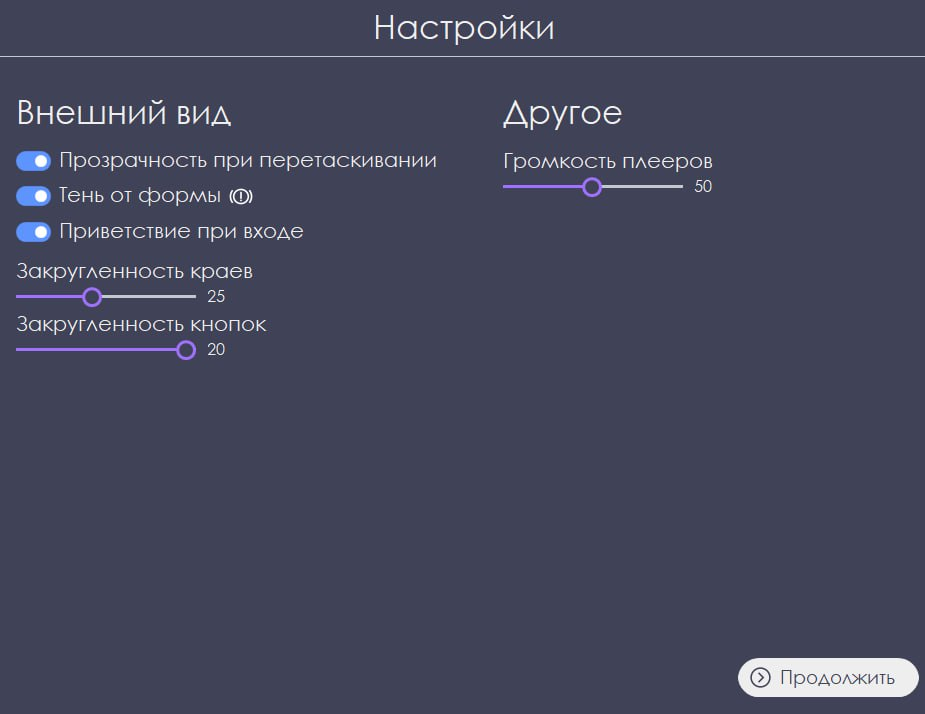 Настройки
Внешний вид
Прозрачность при перетаскивании
Тень от формы
Приветствие при входе
Закругленность краев
25
Закругленность кнопок
20
Другое
Громкость плееров
50
Продолжить